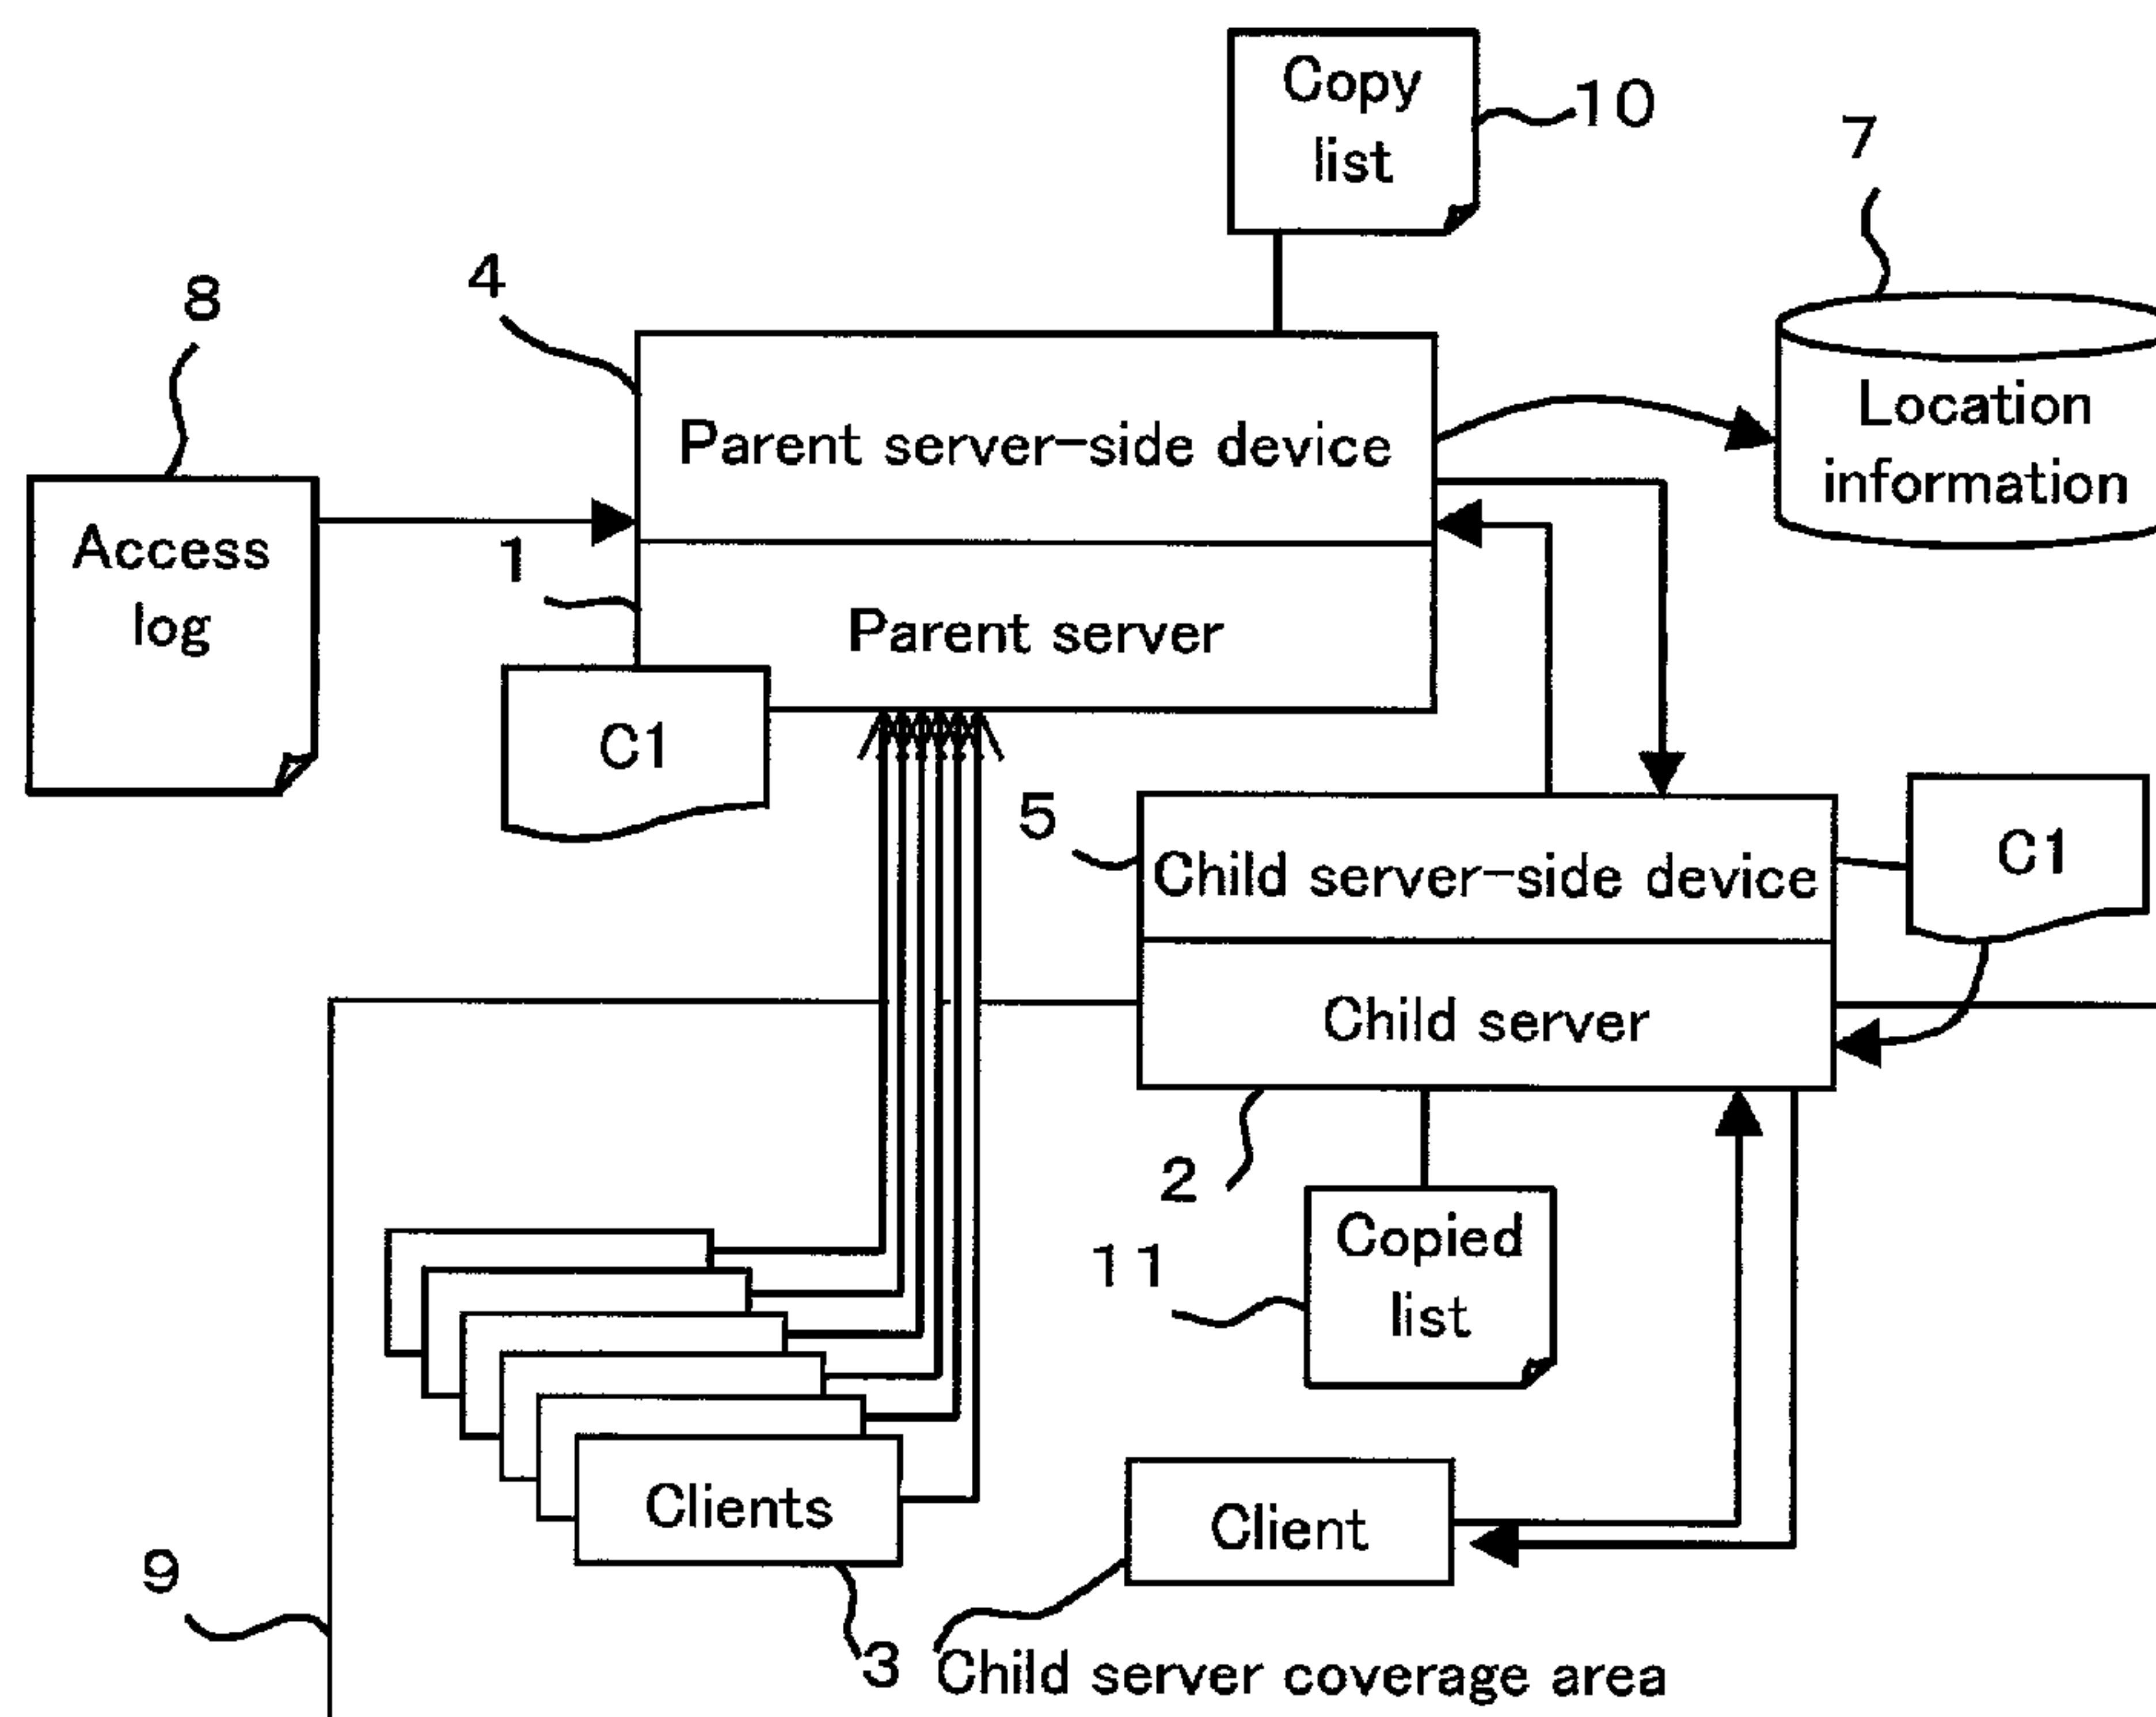 Copy
list
10
7
8
4
Location
information
Parent server-side device
Access
log
1
Parent server
C1
5
Child server-side device
C1
Child server
2
Copied
list
11
Clients
Client
9
3
Child server coverage area